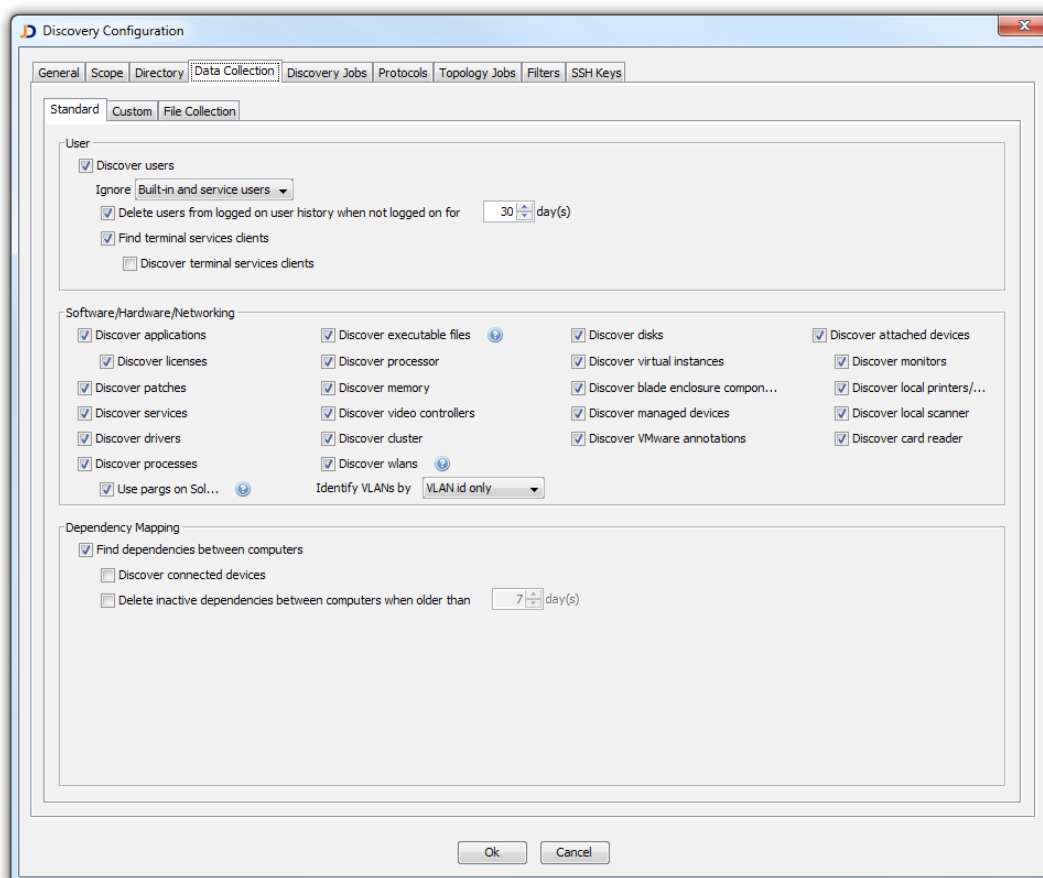 Discovery Configuration
General Scope Directory Data Collection Discovery Jobs Protocols Topology Jobs Filters SSH Keys
Standard Custom File Collection
User
Discover users
Ignore Built-in and service users
Delete users from logged on user history when not logged on for 30 day(s)
Find terminal services clients
Discover terminal services clients
Software/Hardware/Networking
Discover applications Discover executable files Discover disks Discover attached devices
Discover licenses Discover processor Discover virtual instances Discover monitors
Discover patches Discover memory Discover blade enclosure compon... Discover local printers/...
Discover services Discover video controllers Discover managed devices Discover local scanner
Discover drivers Discover cluster Discover VMware annotations Discover card reader
Discover processes Discover wlans
Use pargs on Sol... Identify VLANs by VLAN id only
Dependency Mapping
Find dependencies between computers
Discover connected devices
Delete inactive dependencies between computers when older than 7 day(s)
Ok Cancel